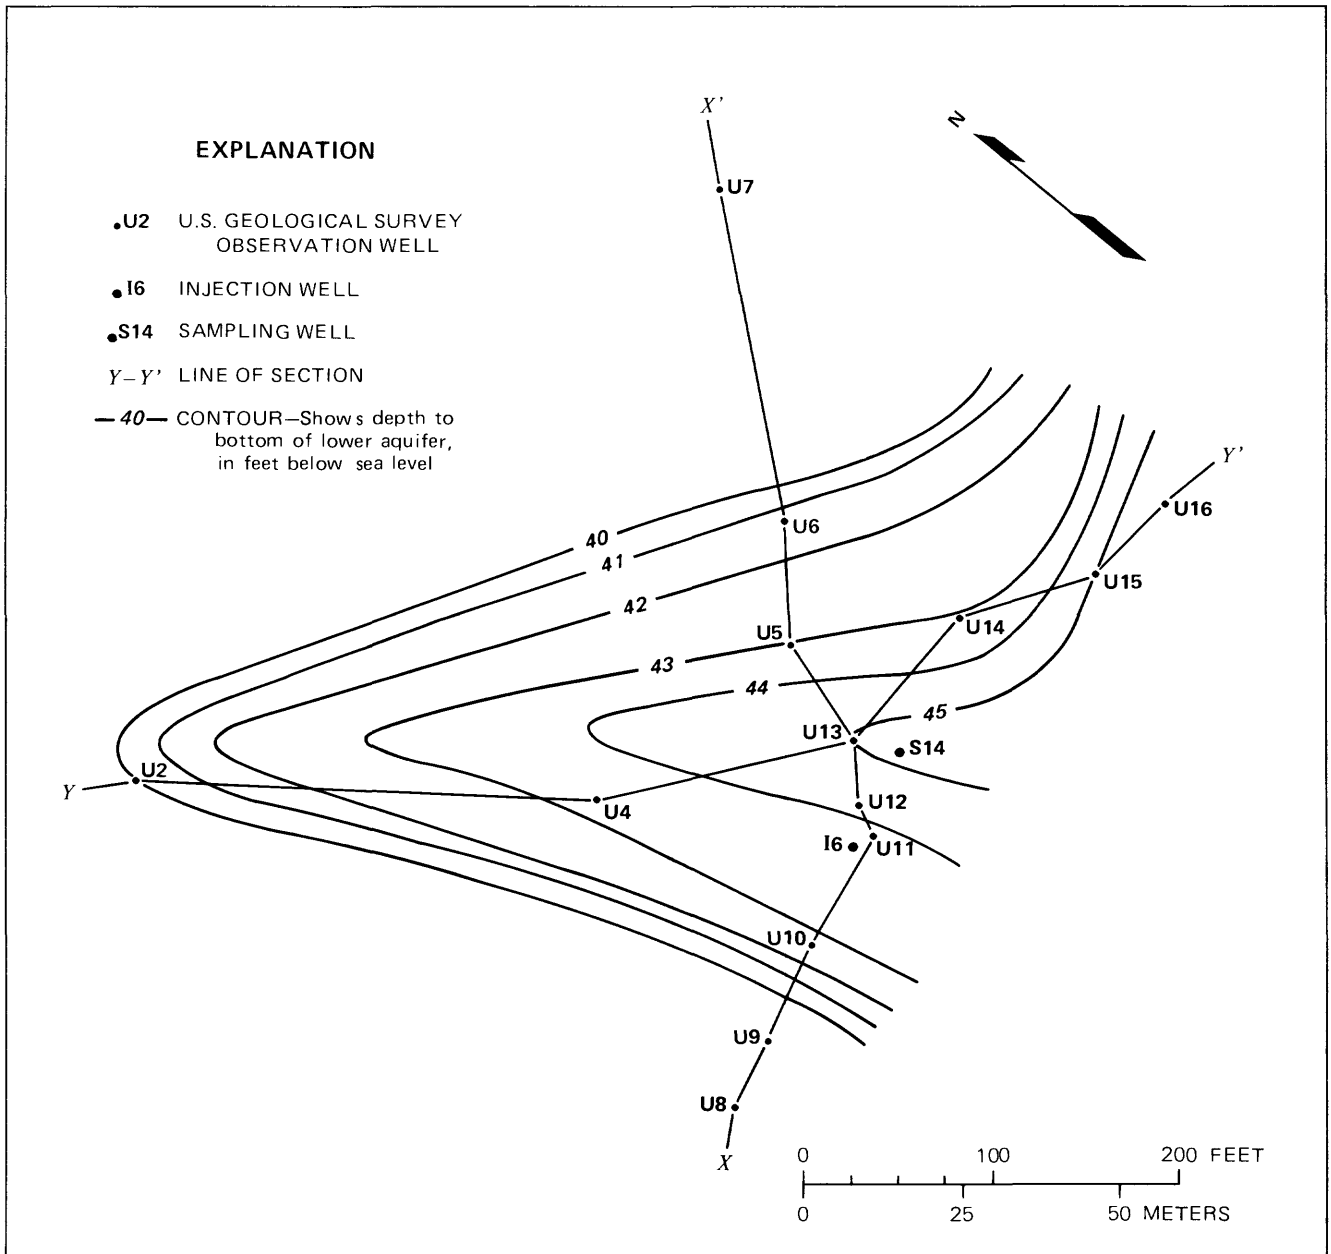 X'
N
EXPLANATION
U7
U2 U.S. GEOLOGICAL SURVEY
OBSERVATION WELL
I6 INJECTION WELL
S14 SAMPLING WELL
Y–Y' LINE OF SECTION
40 CONTOUR—Shows depth to
bottom of lower aquifer,
in feet below sea level
Y'
U16
U6
40
41
U15
42
U5
U14
43
44
45
U13
S14
U2
Y
U4
U12
I6
U11
U10
U9
U8
X
0 100 200 FEET
0 25 50 METERS